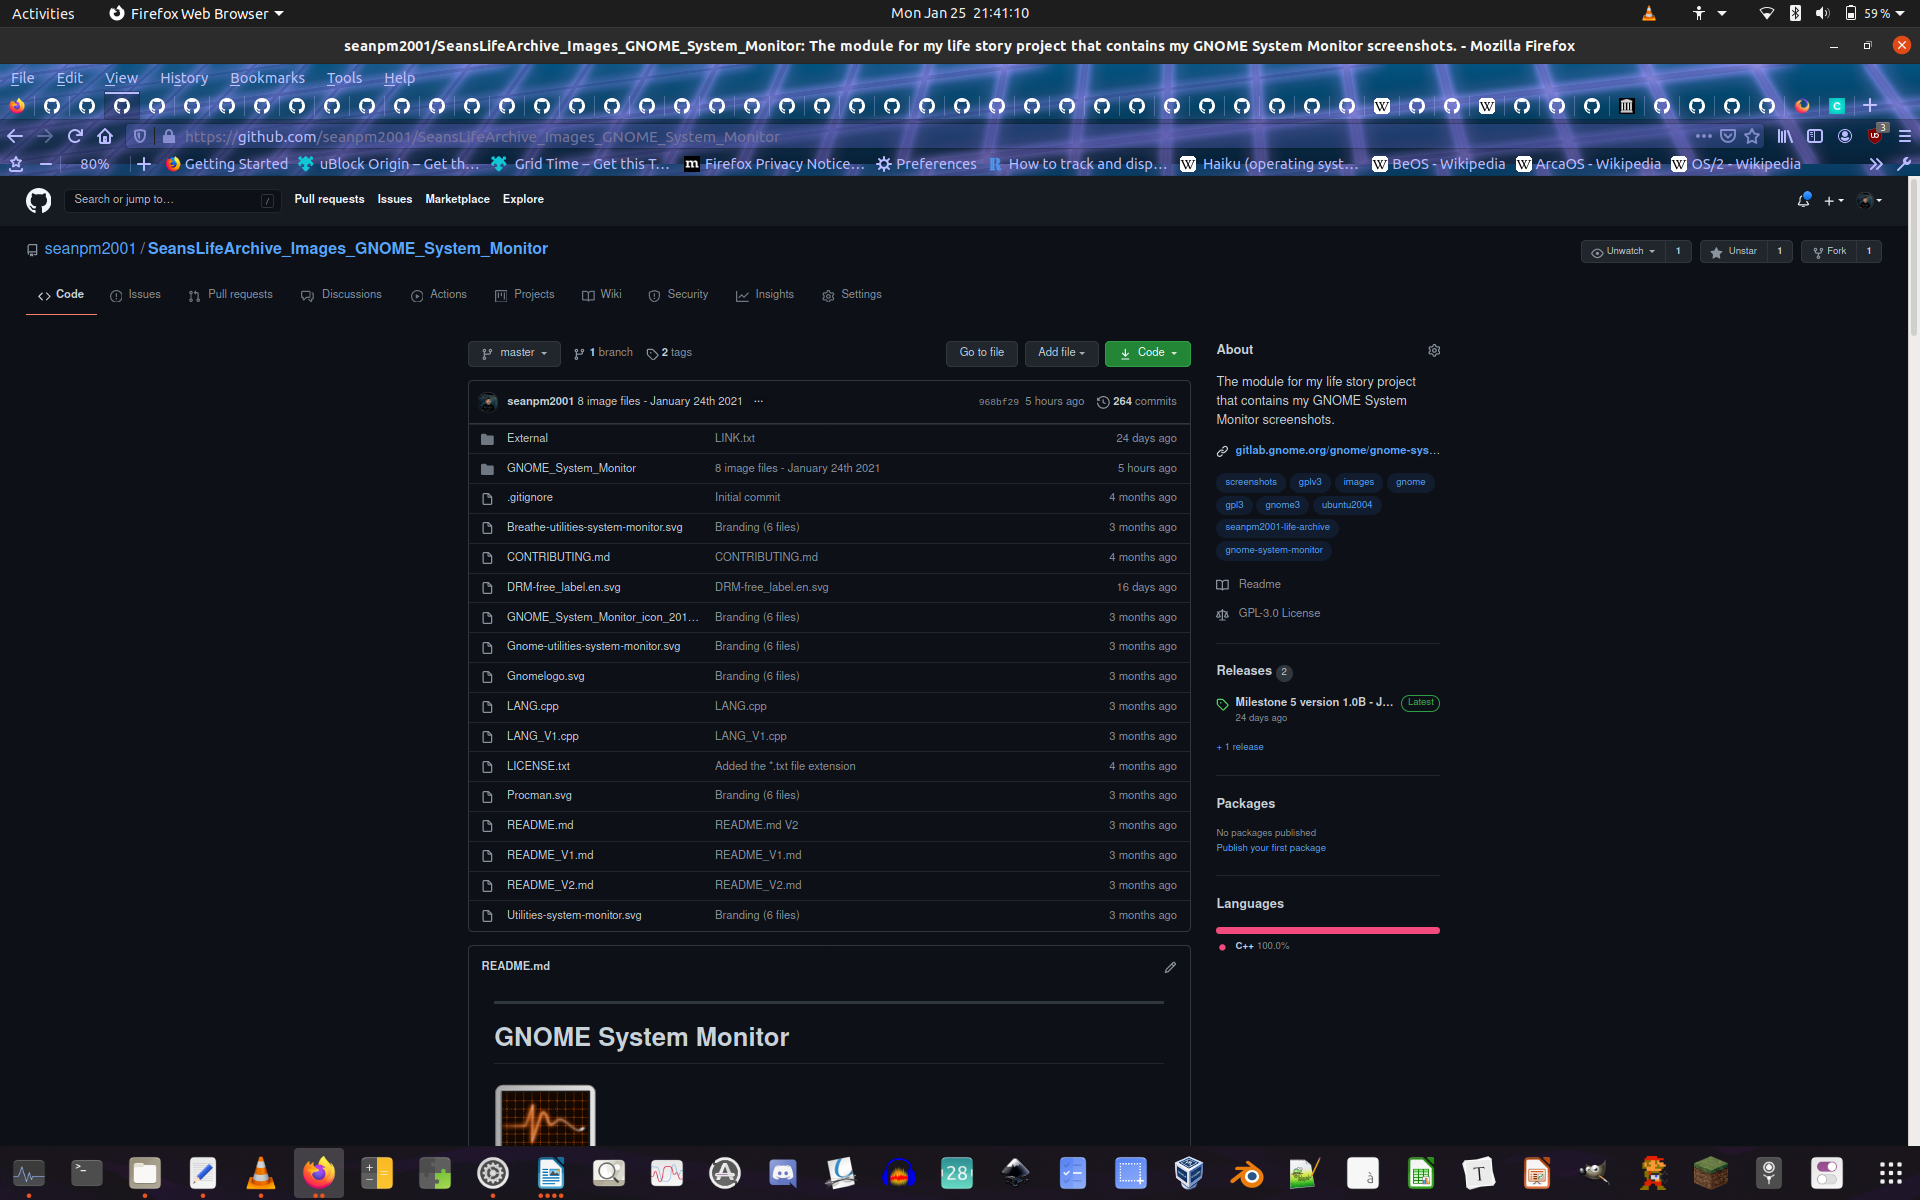 Activities Firefox Web Browser Mon Jan 25 21:41:10 59 %
seanpm2001/SeansLifeArchive_Images_GNOME_System_Monitor: The module for my life story project that contains my GNOME System Monitor screenshots. - Mozilla Firefox
File Edit View History Bookmarks Tools Help
https://github.com/seanpm2001/SeansLifeArchive_Images_GNOME_System_Monitor 3
80% Getting Started uBlock Origin – Get th… Grid Time – Get this T… Firefox Privacy Notice… Preferences How to track and disp… Haiku (operating syst… BeOS - Wikipedia ArcaOS - Wikipedia OS/2 - Wikipedia
Search or jump to… / Pull requests Issues Marketplace Explore
seanpm2001 / SeansLifeArchive_Images_GNOME_System_Monitor Unwatch 1 Unstar 1 Fork 1
Code Issues Pull requests Discussions Actions Projects Wiki Security Insights Settings
master 1 branch 2 tags Go to file Add file Code
seanpm2001 8 image files - January 24th 2021 … 968bf29 5 hours ago 264 commits
External LINK.txt 24 days ago
GNOME_System_Monitor 8 image files - January 24th 2021 5 hours ago
.gitignore Initial commit 4 months ago
Breathe-utilities-system-monitor.svg Branding (6 files) 3 months ago
CONTRIBUTING.md CONTRIBUTING.md 4 months ago
DRM-free_label.en.svg DRM-free_label.en.svg 16 days ago
GNOME_System_Monitor_icon_201… Branding (6 files) 3 months ago
Gnome-utilities-system-monitor.svg Branding (6 files) 3 months ago
Gnomelogo.svg Branding (6 files) 3 months ago
LANG.cpp LANG.cpp 3 months ago
LANG_V1.cpp LANG_V1.cpp 3 months ago
LICENSE.txt Added the *.txt file extension 4 months ago
Procman.svg Branding (6 files) 3 months ago
README.md README.md V2 3 months ago
README_V1.md README_V1.md 3 months ago
README_V2.md README_V2.md 3 months ago
Utilities-system-monitor.svg Branding (6 files) 3 months ago
README.md
GNOME System Monitor
About
The module for my life story project
that contains my GNOME System
Monitor screenshots.
gitlab.gnome.org/gnome/gnome-sys…
screenshots gplv3 images gnome
gpl3 gnome3 ubuntu2004
seanpm2001-life-archive
gnome-system-monitor
Readme
GPL-3.0 License
Releases 2
Milestone 5 version 1.0B - J… Latest
24 days ago
+ 1 release
Packages
No packages published
Publish your first package
Languages
C++ 100.0%
28